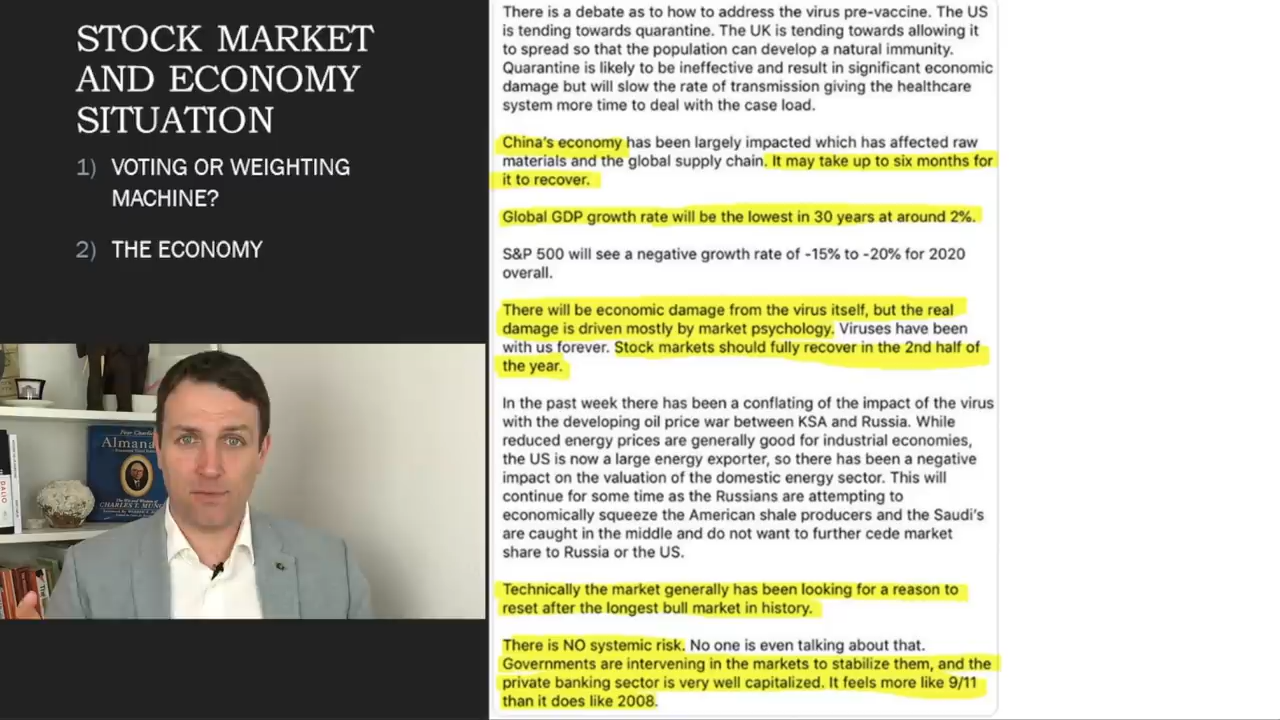 STOCK MARKET
AND ECONOMY
SITUATION
1) VOTING OR WEIGHTING
MACHINE?
2) THE ECONOMY
There is a debate as to how to address the virus pre-vaccine. The US
is tending towards quarantine. The UK is tending towards allowing it
to spread so that the population can develop a natural immunity.
Quarantine is likely to be ineffective and result in significant economic
damage but will slow the rate of transmission giving the healthcare
system more time to deal with the case load.
China's economy has been largely impacted which has affected raw
materials and the global supply chain. It may take up to six months for
it to recover.
Global GDP growth rate will be the lowest in 30 years at around 2%.
S&P 500 will see a negative growth rate of -15% to -20% for 2020
overall.
There will be economic damage from the virus itself, but the real
damage is driven mostly by market psychology. Viruses have been
with us forever. Stock markets should fully recover in the 2nd half of
the year.
In the past week there has been a conflating of the impact of the virus
with the developing oil price war between KSA and Russia. While
reduced energy prices are generally good for industrial economies,
the US is now a large energy exporter, so there has been a negative
impact on the valuation of the domestic energy sector. This will
continue for some time as the Russians are attempting to
economically squeeze the American shale producers and the Saudi's
are caught in the middle and do not want to further cede market
share to Russia or the US.
Technically the market generally has been looking for a reason to
reset after the longest bull market in history.
There is NO systemic risk. No one is even talking about that.
Governments are intervening in the markets to stabilize them, and the
private banking sector is very well capitalized. It feels more like 9/11
than it does like 2008.
Almana
DALIO